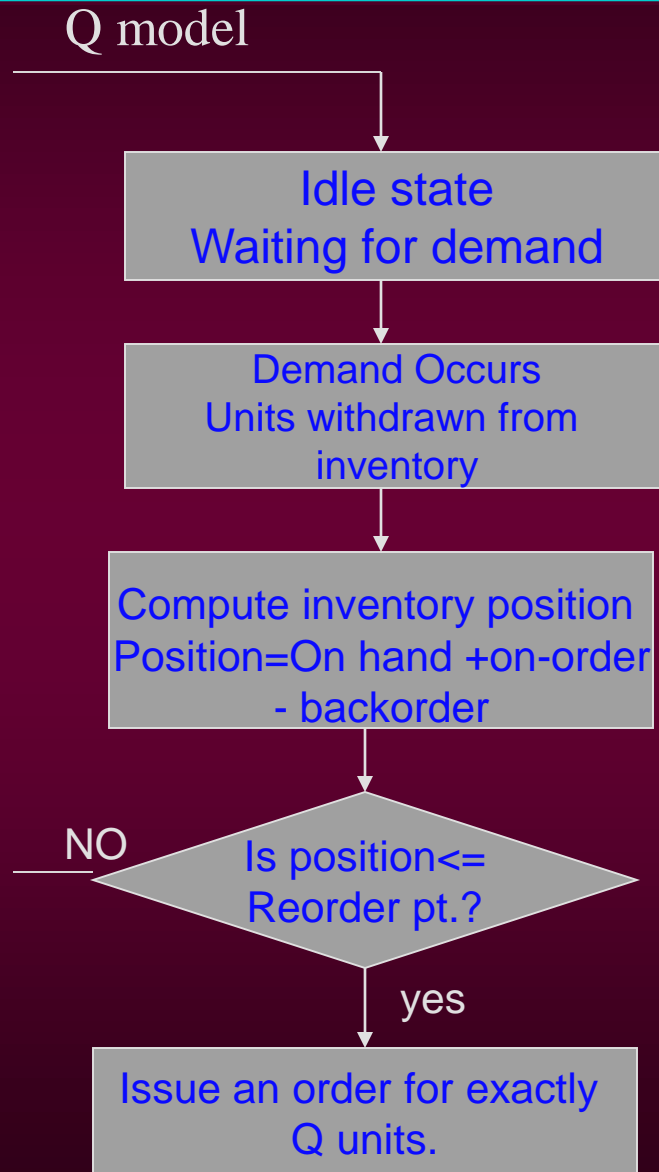 Q model
Idle state
Waiting for demand
Demand Occurs
Units withdrawn from
inventory
Compute inventory position
Position=On hand +on-order
- backorder
NO
Is position<=
Reorder pt.?
yes
Issue an order for exactly
Q units.